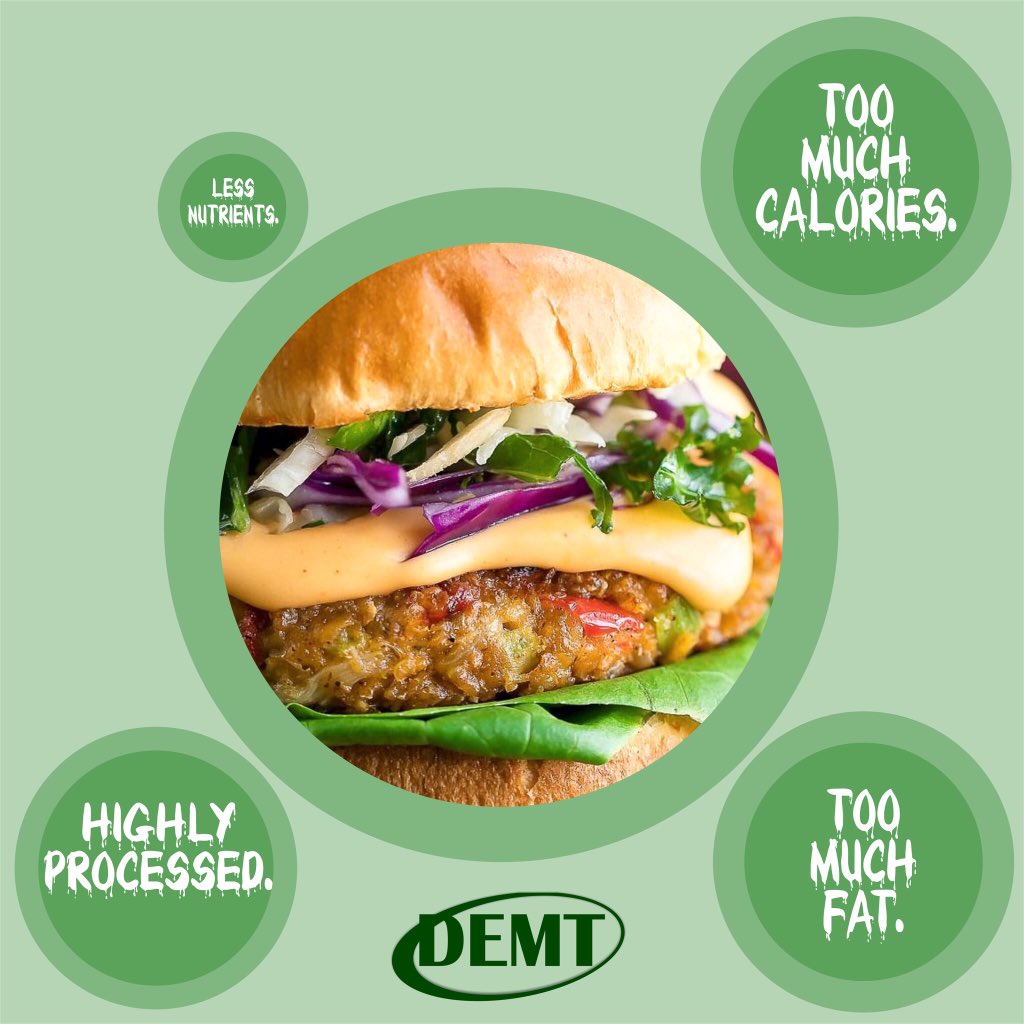 TOO
MUCH
CALORIES.
LESS
NUTRIENTS.
HIGHLY
PROCESSED.
TOO
MUCH
FAT.
DEMT